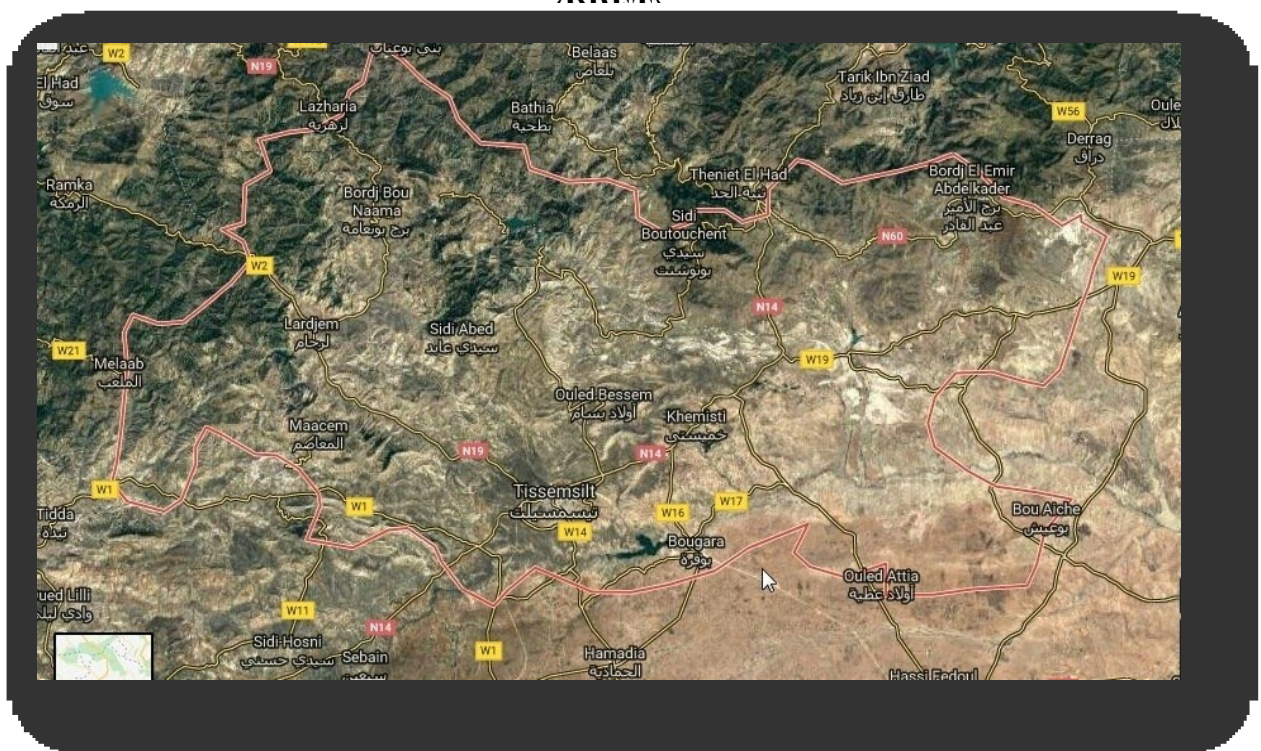 W2
N19
بني بوعتاب
Belaas
بلعاص
El Had
سوق
Lazharia
لزهرية
Bathia
بطحية
Tarik Ibn Ziad
طارق إبن زياد
W56
Derrag
دراق
Theniet El Had
ثنية الحد
Bordj El Emir
Abdelkader
برج الأمير
عبد القادر
Ramka
الرمكة
Bordj Bou
Naama
برج بونعامة
Sidi
Boutouchent
سيدي
بوتوشنت
N60
W2
W19
N14
Lardjem
لرجام
Sidi Abed
سيدي عابد
W21
Melaab
الملعب
W19
Ouled Bessem
أولاد بسام
Khemisti
خميستي
Maacem
المعاصم
N19
N14
W1
Tissemsilt
تيسمسيلت
W1
W16
W17
Tidda
تيدة
W14
Bou Aiche
بوعيش
Bougara
بوقرة
Ouled Attia
أولاد عطية
وادي ليلي
W11
N14
Sidi-Hosni
سيدي حسني
Sebain
سبعين
W1
Hamadia
الحمادية
Hassi Fedoul